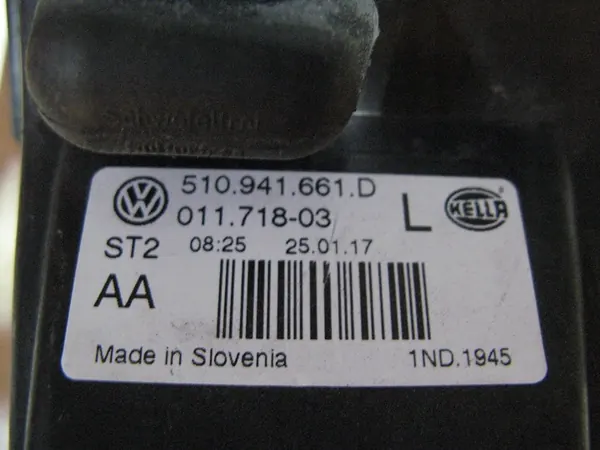 VW 510.941.661.D
011.718-03 L HELLA
ST2 08:25 25.01.17
AA
Made in Slovenia 1ND.1945